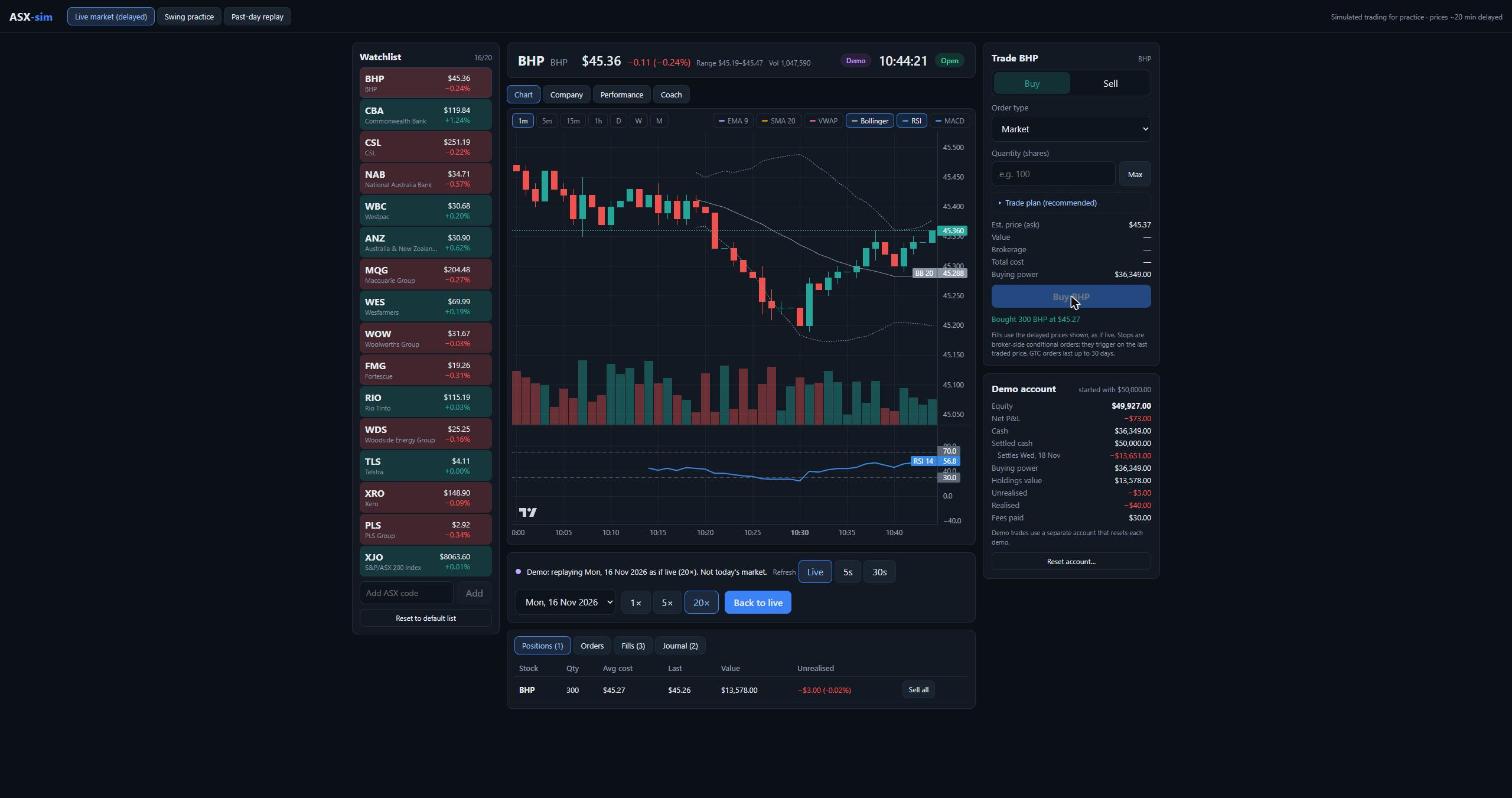 ASX-sim
Live market (delayed)
Swing practice
Past-day replay
Simulated trading for practice · prices ~20 min delayed
Watchlist 16/20
BHP $45.36
BHP −0.24%
CBA $119.84
Commonwealth Bank +1.24%
CSL $251.19
CSL −0.22%
NAB $34.71
National Australia Bank −0.57%
WBC $30.68
Westpac +0.20%
ANZ $30.90
Australia & New Zealan... +0.62%
MQG $204.48
Macquarie Group −0.27%
WES $69.99
Wesfarmers +0.19%
WOW $31.67
Woolworths Group −0.03%
FMG $19.26
Fortescue −0.31%
RIO $115.19
Rio Tinto +0.03%
WDS $25.25
Woodside Energy Group −0.16%
TLS $4.11
Telstra +0.00%
XRO $148.90
Xero −0.09%
PLS $2.92
PLS Group −0.34%
XJO $8063.60
S&P/ASX 200 Index +0.01%
Add ASX code Add
Reset to default list
BHP BHP $45.36 −0.11 (−0.24%) Range $45.19–$45.47 Vol 1,047,590 Demo 10:44:21 Open
Chart Company Performance Coach
1m 5m 15m 1h D W M EMA 9 SMA 20 VWAP Bollinger RSI MACD
45.500
45.450
45.400
45.360
45.300
BB 20 45.288
45.250
45.200
45.150
45.100
45.050
70.0
RSI 14 56.8
30.0
0.0
−40.0
0:00 10:05 10:10 10:15 10:20 10:25 10:30 10:35 10:40
Demo: replaying Mon, 16 Nov 2026 as if live (20×). Not today's market. Refresh Live 5s 30s
Mon, 16 Nov 2026 1× 5× 20× Back to live
Positions (1) Orders Fills (3) Journal (2)
Stock Qty Avg cost Last Value Unrealised
BHP 300 $45.27 $45.26 $13,578.00 −$3.00 (-0.02%) Sell all
Trade BHP BHP
Buy Sell
Order type
Market
Quantity (shares)
e.g. 100 Max
Trade plan (recommended)
Est. price (ask) $45.37
Value —
Brokerage —
Total cost —
Buying power $36,349.00
Buy BHP
Bought 300 BHP at $45.27
Fills use the delayed prices shown, as if live. Stops are
broker-side conditional orders: they trigger on the last
traded price. GTC orders last up to 30 days.
Demo account started with $50,000.00
Equity $49,927.00
Net P&L −$73.00
Cash $36,349.00
Settled cash $50,000.00
Settles Wed, 18 Nov −$13,651.00
Buying power $36,349.00
Holdings value $13,578.00
Unrealised −$3.00
Realised −$40.00
Fees paid $30.00
Demo trades use a separate account that resets each
demo.
Reset account...